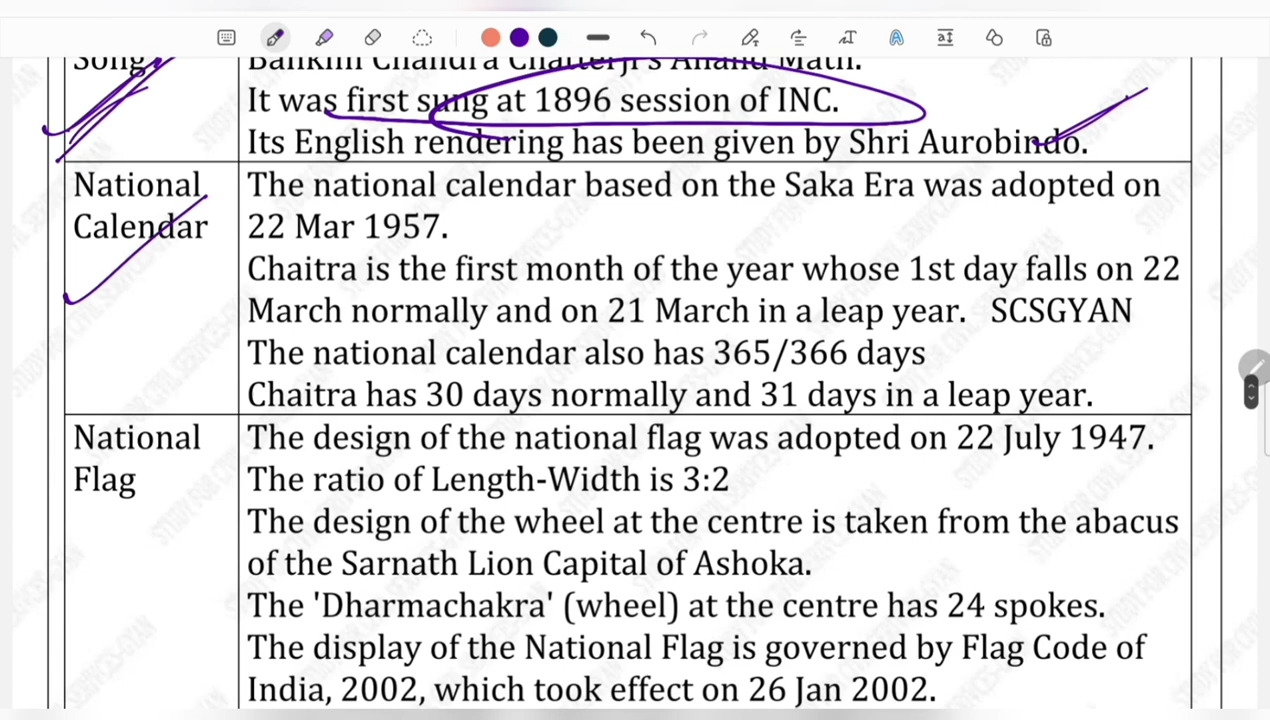 Song
Bankim Chandra Chatterji's Anand Math.
It was first sung at 1896 session of INC.
Its English rendering has been given by Shri Aurobindo.
National
Calendar
The national calendar based on the Saka Era was adopted on
22 Mar 1957.
Chaitra is the first month of the year whose 1st day falls on 22
March normally and on 21 March in a leap year. SCSGYAN
The national calendar also has 365/366 days
Chaitra has 30 days normally and 31 days in a leap year.
National
Flag
The design of the national flag was adopted on 22 July 1947.
The ratio of Length-Width is 3:2
The design of the wheel at the centre is taken from the abacus
of the Sarnath Lion Capital of Ashoka.
The 'Dharmachakra' (wheel) at the centre has 24 spokes.
The display of the National Flag is governed by Flag Code of
India, 2002, which took effect on 26 Jan 2002.